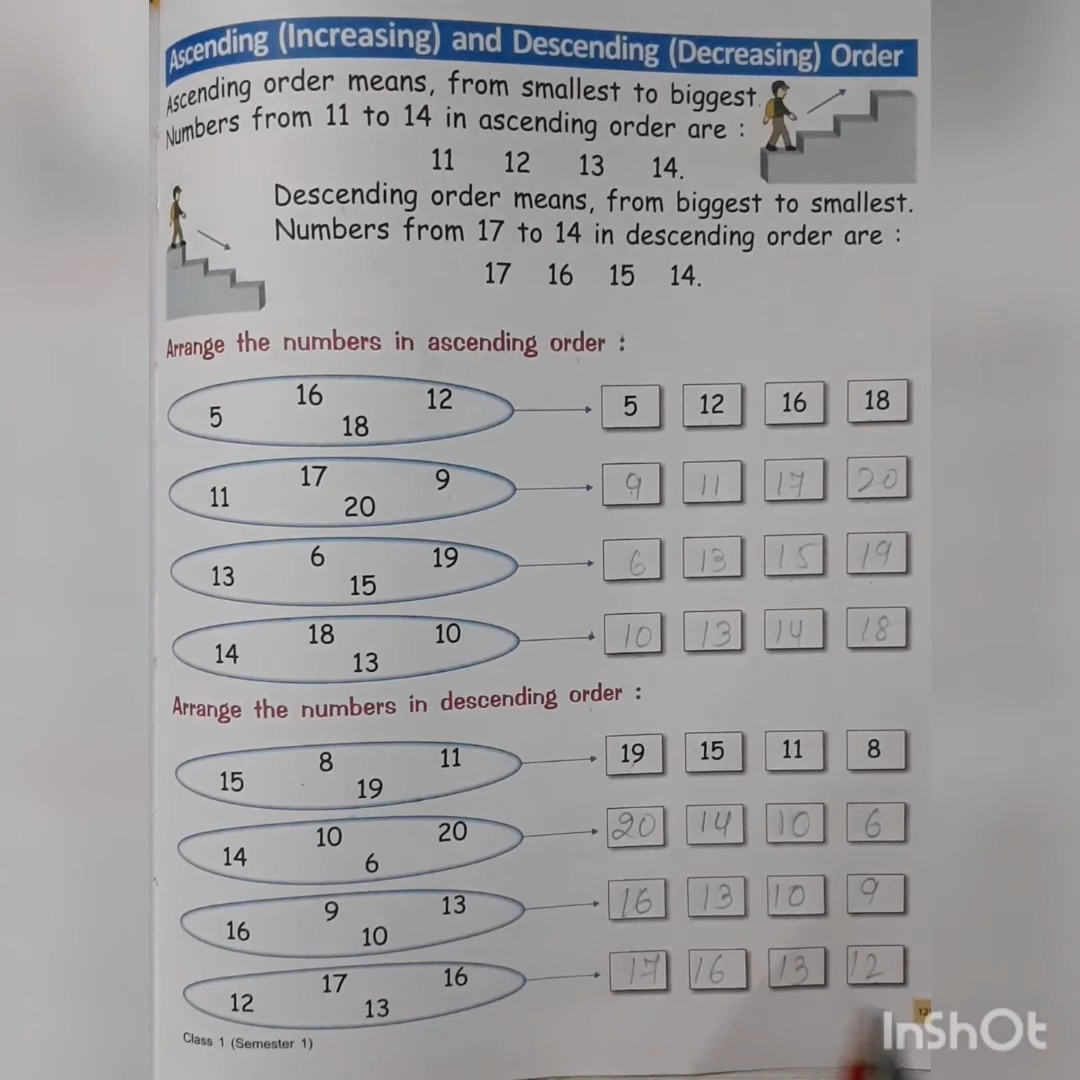 Ascending (Increasing) and Descending (Decreasing) Order
Ascending order means, from smallest to biggest.
Numbers from 11 to 14 in ascending order are :
11 12 13 14.
Descending order means, from biggest to smallest.
Numbers from 17 to 14 in descending order are :
17 16 15 14.
Arrange the numbers in ascending order :
5 16 18 12 5 12 16 18
11 17 20 9 9 11 17 20
13 6 15 19 6 13 15 19
14 18 13 10 10 13 14 18
Arrange the numbers in descending order :
15 8 19 11 19 15 11 8
14 10 6 20 20 14 10 6
16 9 10 13 16 13 10 9
12 17 13 16 17 16 13 12
Class 1 (Semester 1)
InShOt